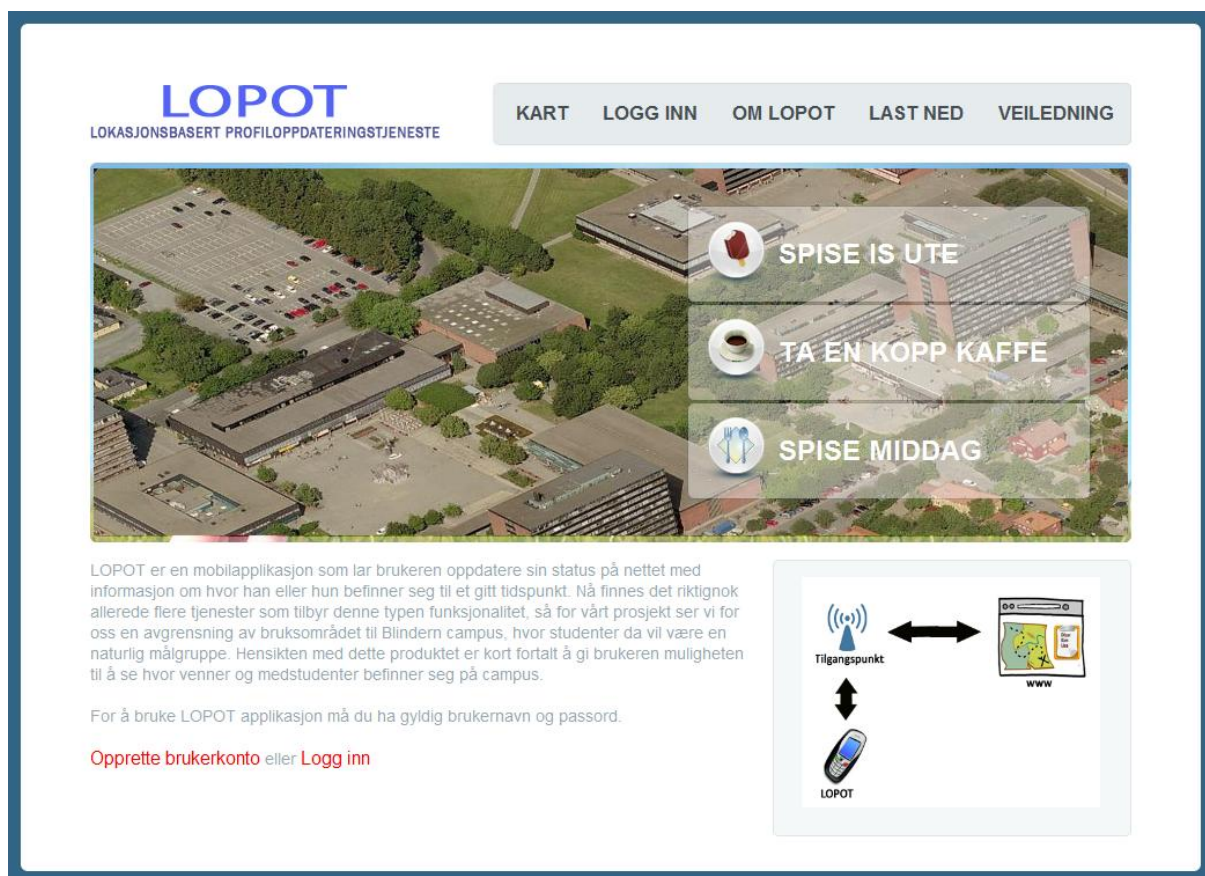 LOPOT
LOKASJONSBASERT PROFILOPPDATERINGSTJENESTE
KART LOGG INN OM LOPOT LAST NED VEILEDNING
SPISE IS UTE
TA EN KOPP KAFFE
SPISE MIDDAG
LOPOT er en mobilapplikasjon som lar brukeren oppdatere sin status på nettet med
informasjon om hvor han eller hun befinner seg til et gitt tidspunkt. Nå finnes det riktignok
allerede flere tjenester som tilbyr denne typen funksjonalitet, så for vårt prosjekt ser vi for
oss en avgrensning av bruksområdet til Blindern campus, hvor studenter da vil være en
naturlig målgruppe. Hensikten med dette produktet er kort fortalt å gi brukeren muligheten
til å se hvor venner og medstudenter befinner seg på campus.
For å bruke LOPOT applikasjon må du ha gyldig brukernavn og passord.
Opprette brukerkonto eller Logg inn
Tilgangspunkt
www
LOPOT